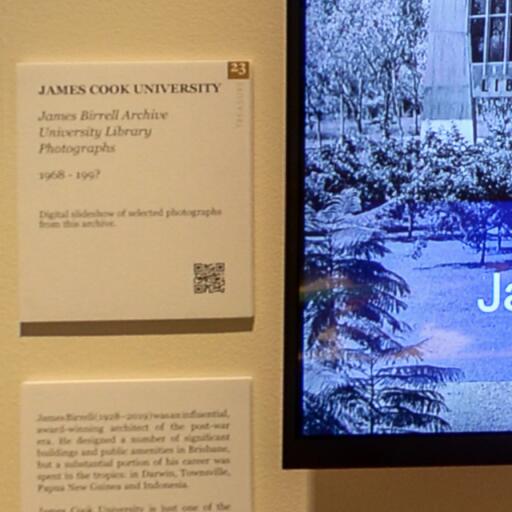 23
TREASURE
JAMES COOK UNIVERSITY
James Birrell Archive
University Library
Photographs
1968 - 199?
Digital slideshow of selected photographs
from this archive.
James Birrell (1928–2019) was an influential,
award-winning architect of the post-war
era. He designed a number of significant
buildings and public amenities in Brisbane,
but a substantial portion of his career was
spent in the tropics: in Darwin, Townsville,
Papua New Guinea and Indonesia.
James Cook University is just one of the
LIB
Ja